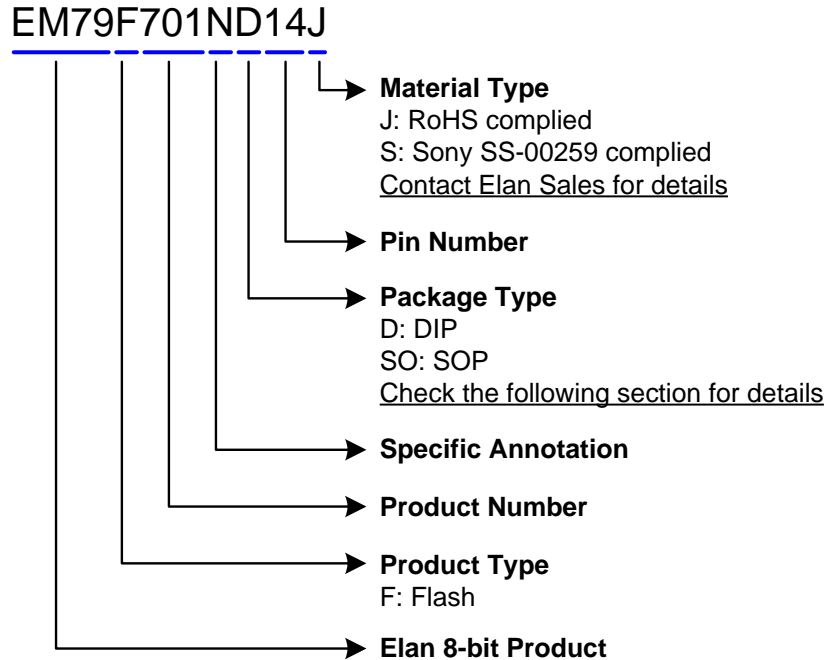 EM79F701ND14J
Material Type
J: RoHS complied
S: Sony SS-00259 complied
Contact Elan Sales for details
Pin Number
Package Type
D: DIP
SO: SOP
Check the following section for details
Specific Annotation
Product Number
Product Type
F: Flash
Elan 8-bit Product